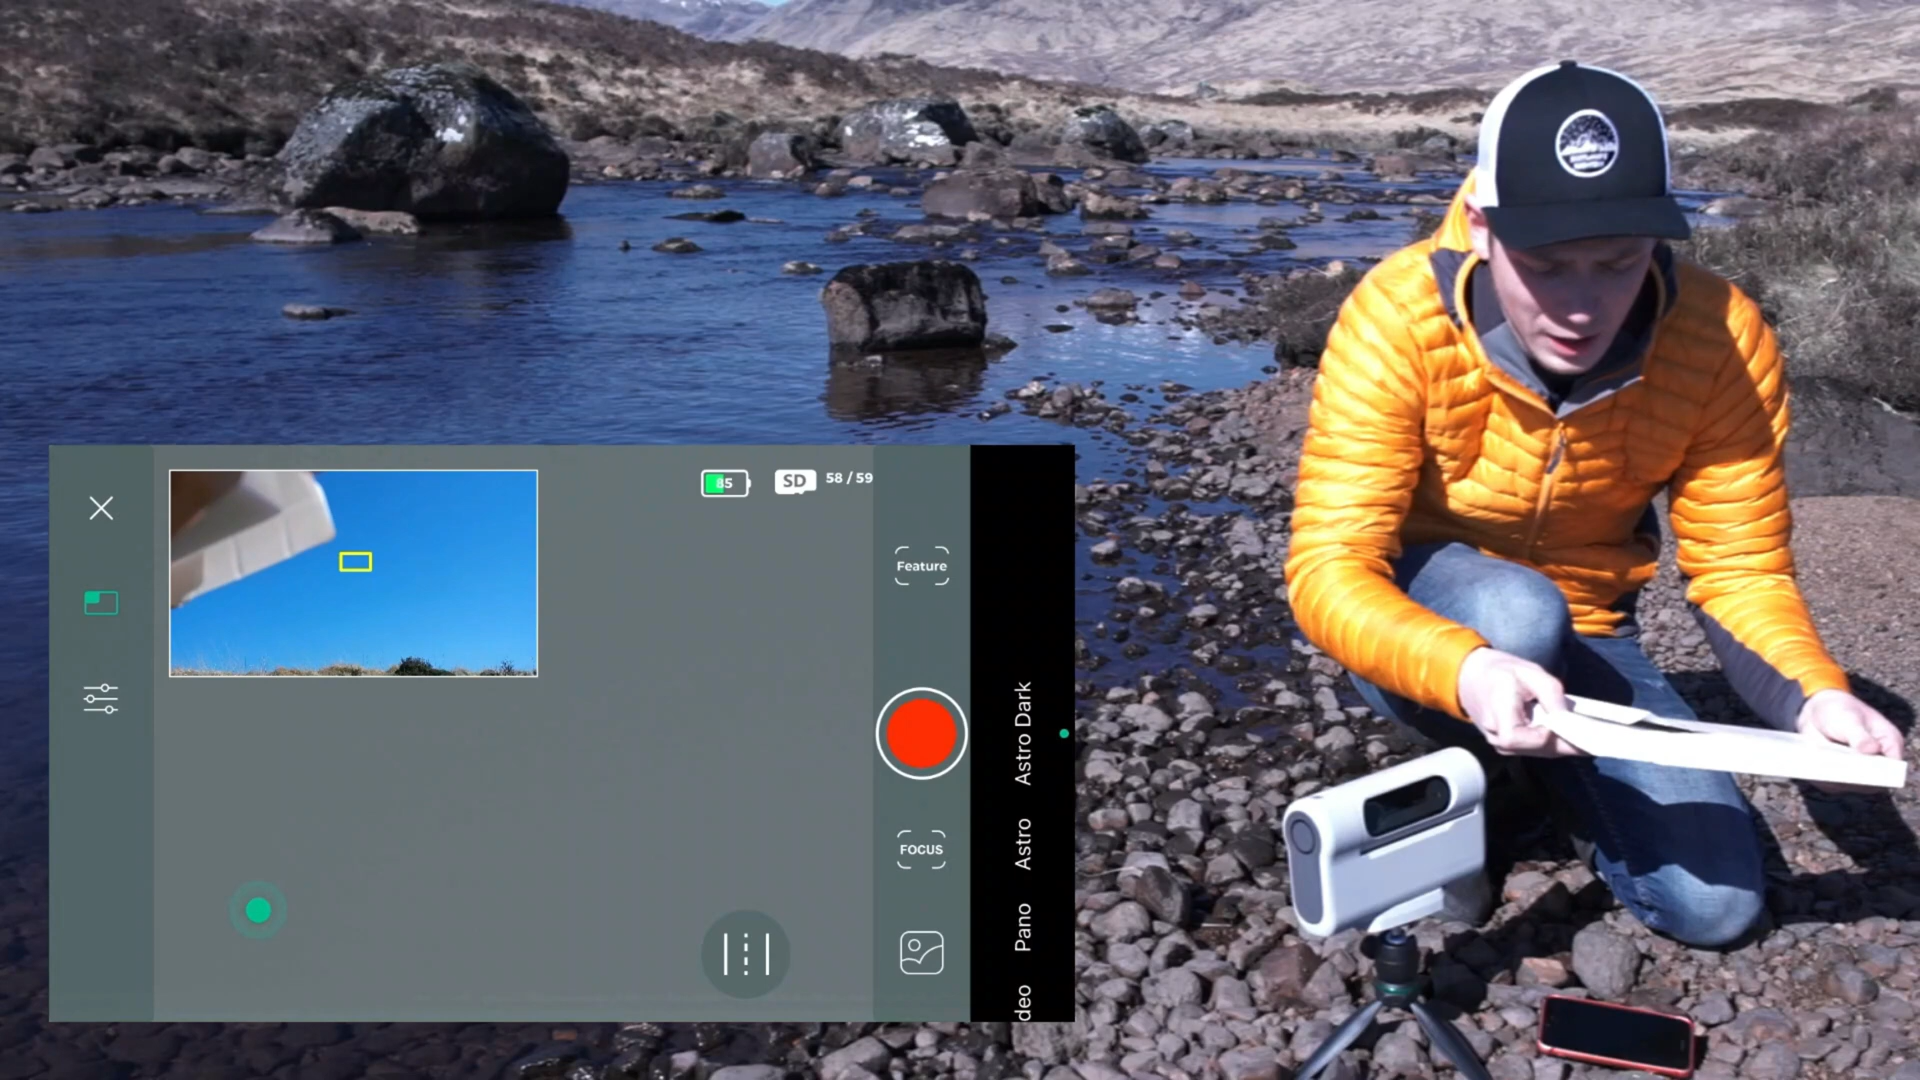 85
SD
58 / 59
Feature
FOCUS
Astro Dark
Astro
Pano
deo